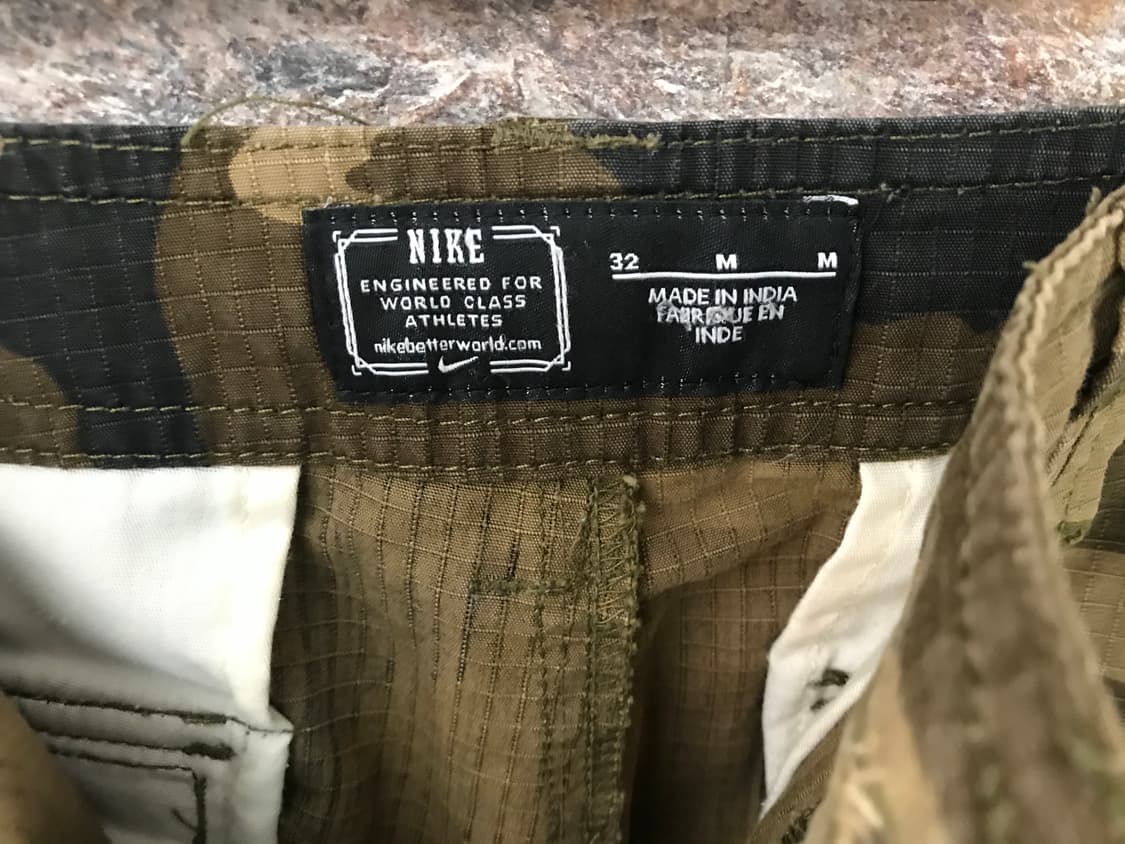 NIKE
ENGINEERED FOR
WORLD CLASS
ATHLETES
nikebetterworld.com
32 M M
MADE IN INDIA
FABRIQUE EN
INDE